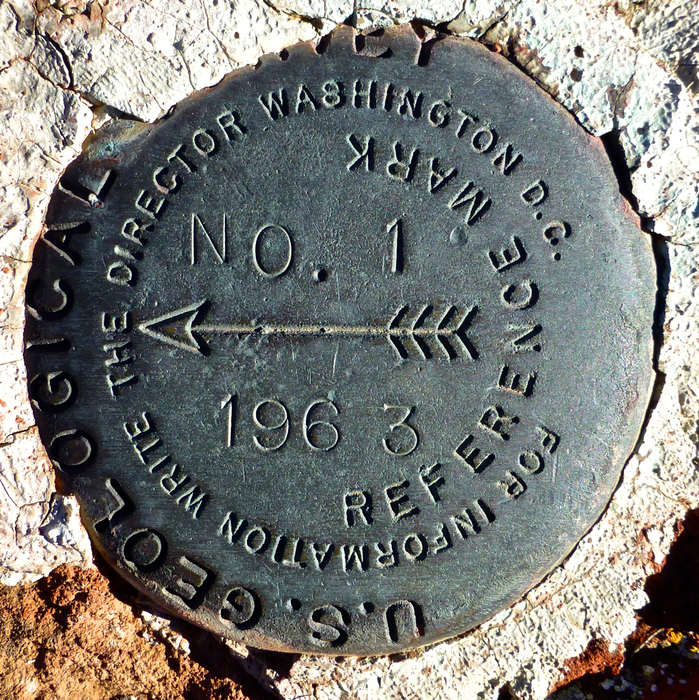 U.S. GEOLOGICAL
FOR INFORMATION WRITE THE DIRECTOR WASHINGTON D.C.
REFERENCE MARK
NO. 1
196 3